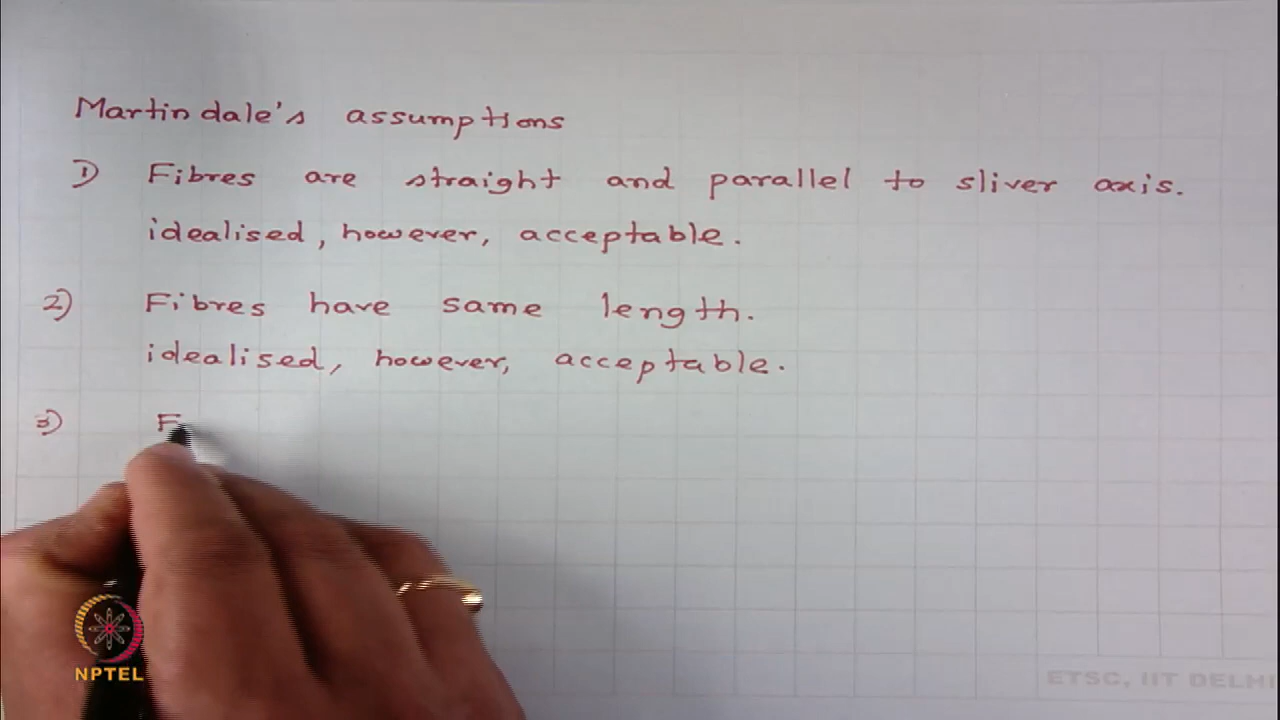 Martindale's assumptions
1) Fibres are straight and parallel to sliver axis.
idealised, however, acceptable.
2) Fibres have same length.
idealised, however, acceptable.
3) F
NPTEL
ETSC, IIT DELHI